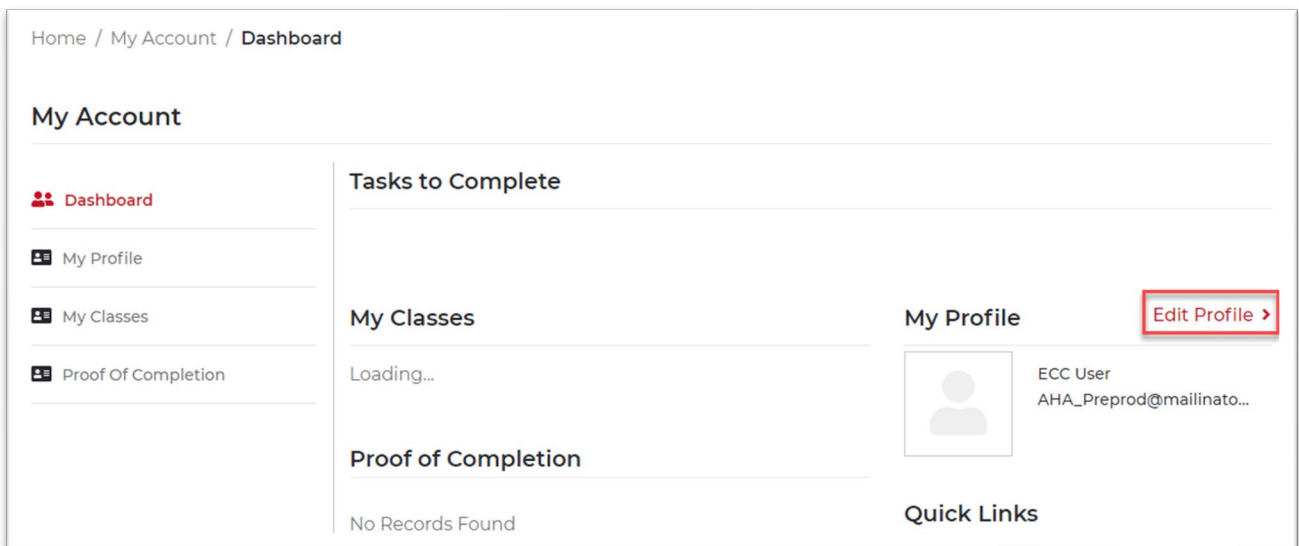 Home / My Account / Dashboard
My Account
Dashboard
My Profile
My Classes
Proof Of Completion
Tasks to Complete
My Classes
Loading...
Proof of Completion
No Records Found
My Profile
Edit Profile >
ECC User
AHA_Preprod@mailinato...
Quick Links